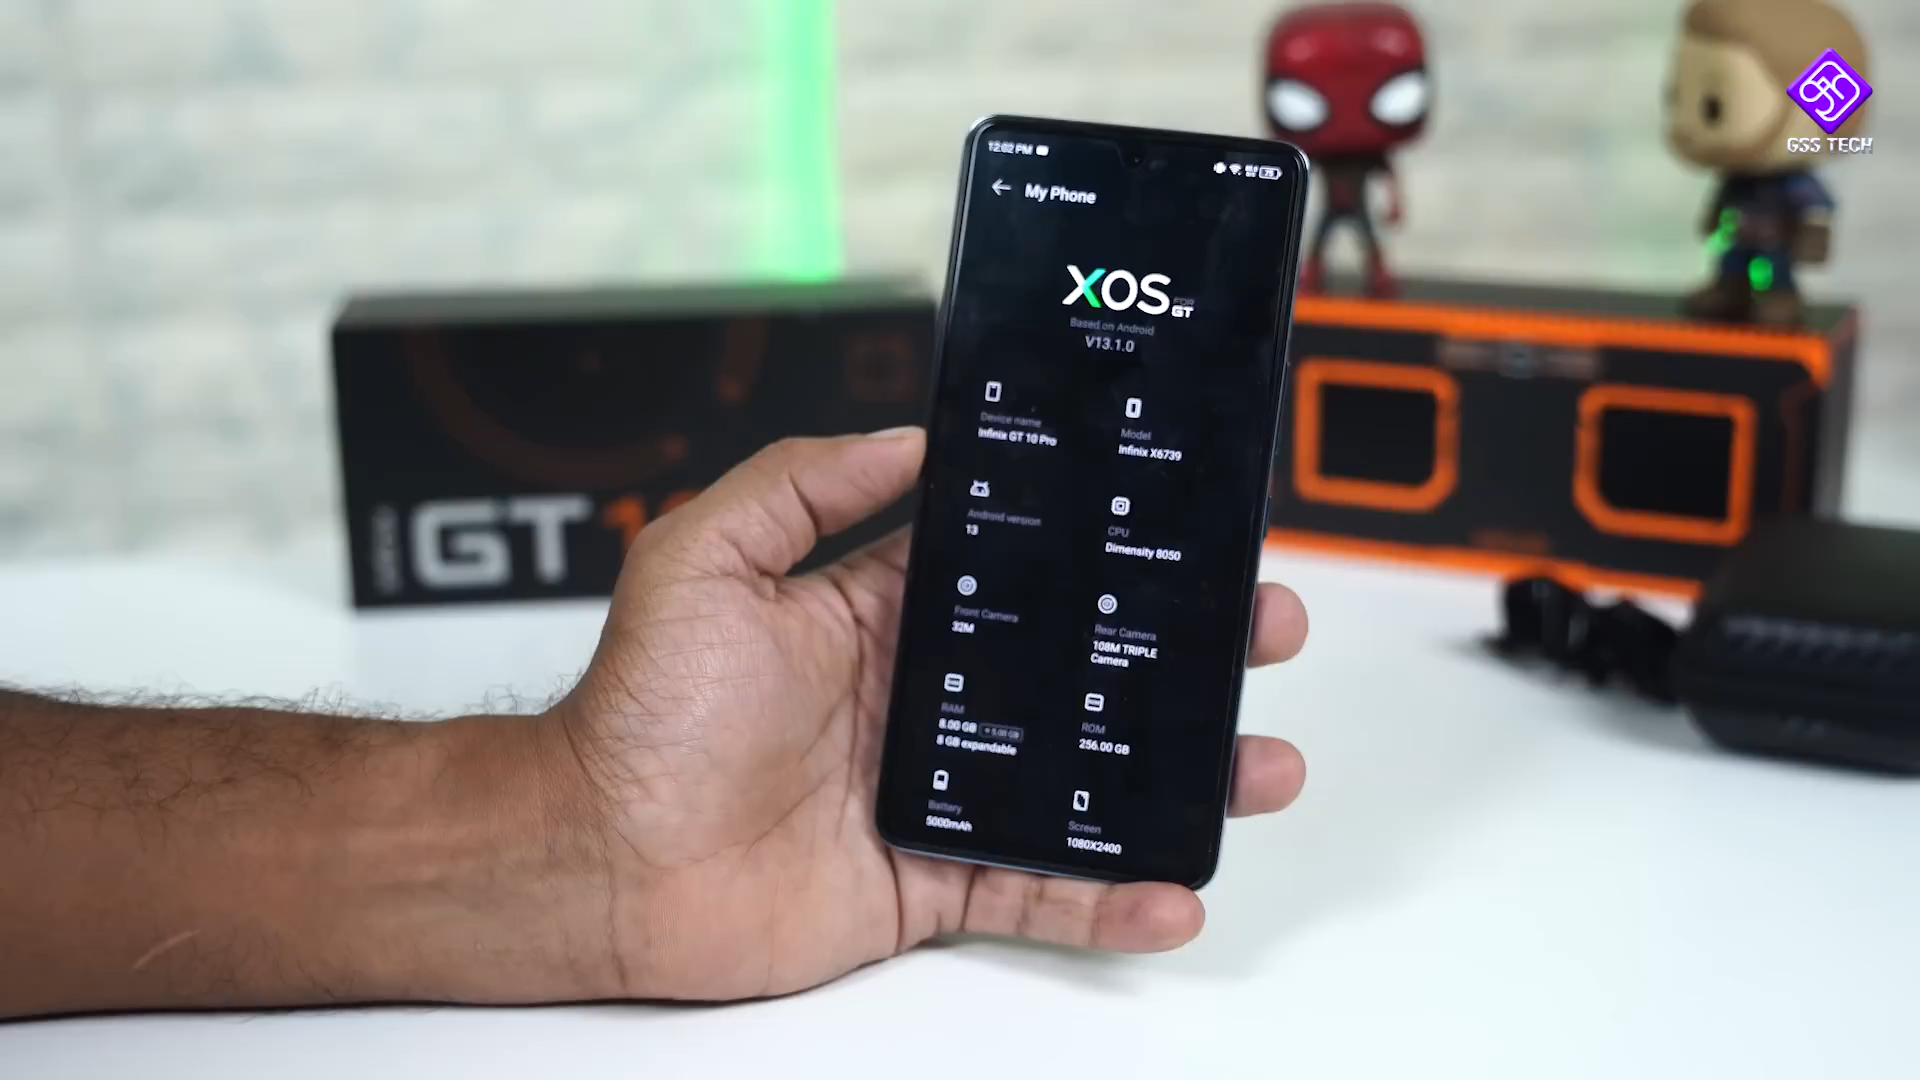 GSS TECH
12:02 PM
75
My Phone
XOS FOR GT
Based on Android
V13.1.0
Device name
Infinix GT 10 Pro
Model
Infinix X6739
Android version
13
CPU
Dimensity 8050
Front Camera
32M
Rear Camera
108M TRIPLE
Camera
RAM
8.00 GB
8 GB expandable
ROM
256.00 GB
Battery
5000mAh
Screen
1080X2400
GT 1